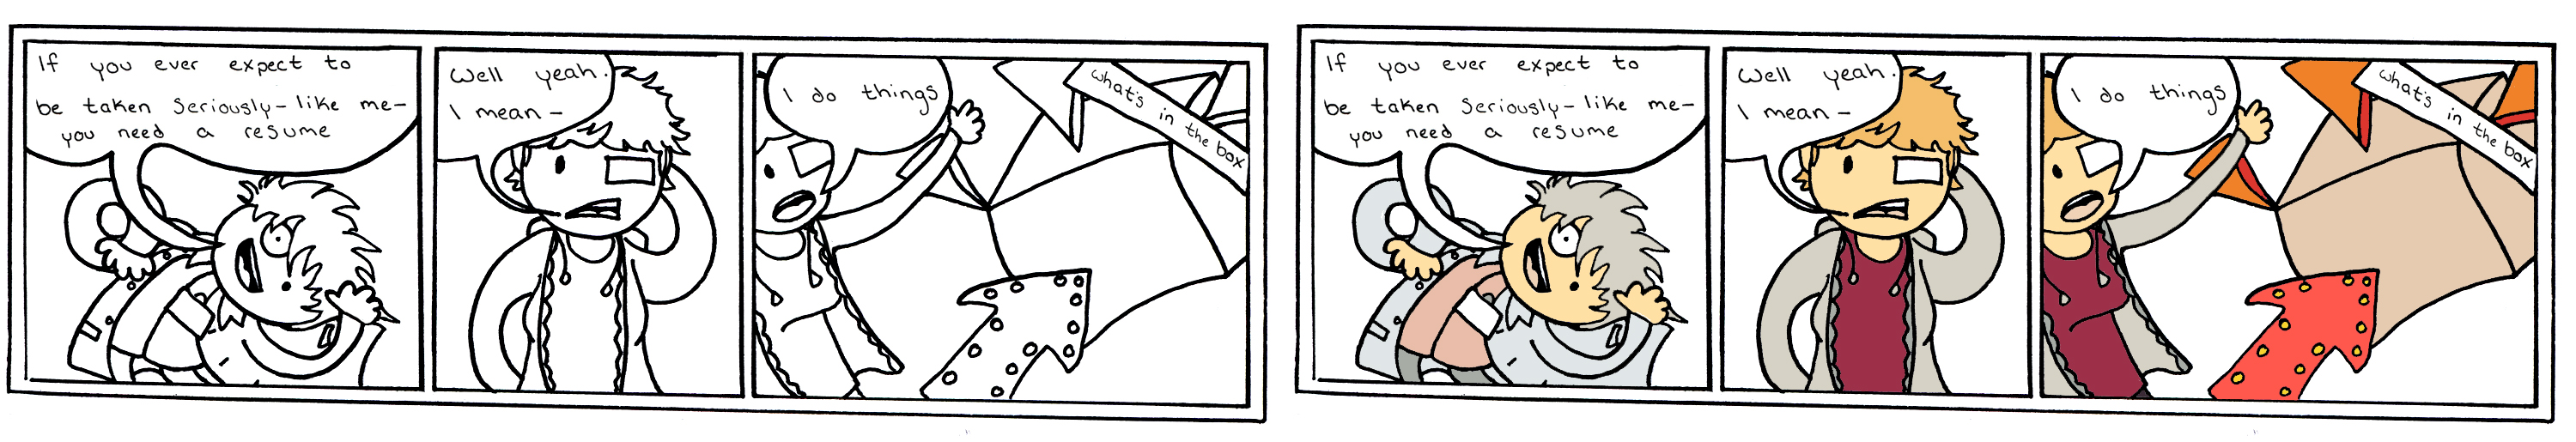 If you ever expect to
be taken seriously-like me-
you need a resume
Well yeah.
I mean-
I do things
what's in the box
If you ever expect to
be taken seriously-like me-
you need a resume
Well yeah.
I mean-
I do things
what's in the box